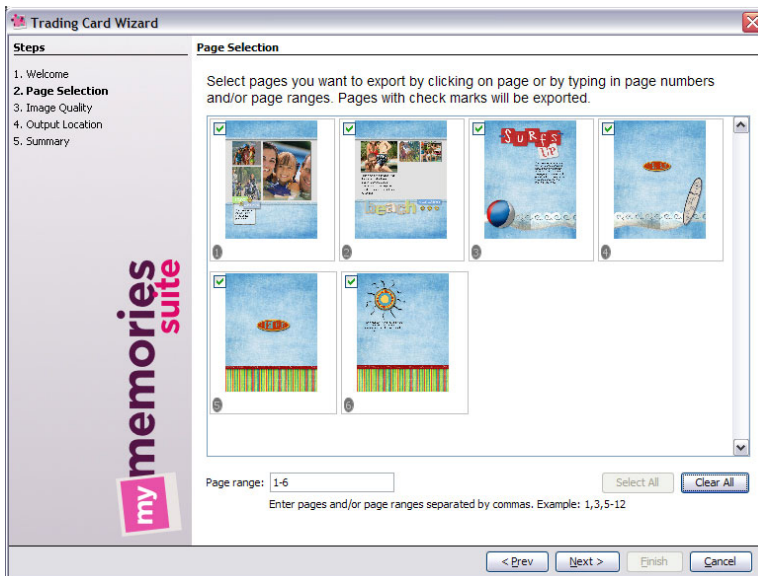 Trading Card Wizard
Steps
1. Welcome
2. Page Selection
3. Image Quality
4. Output Location
5. Summary
my memories suite
Page Selection
Select pages you want to export by clicking on page or by typing in page numbers
and/or page ranges. Pages with check marks will be exported.
1
beach
2
SURFS
UP
3
4
5
6
Page range: 1-6
Select All
Clear All
Enter pages and/or page ranges separated by commas. Example: 1,3,5-12
< Prev
Next >
Finish
Cancel